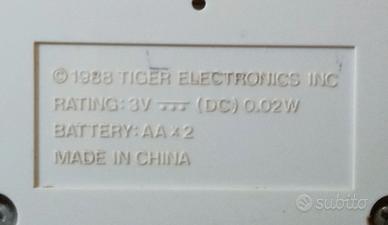 ©1988 TIGER ELECTRONICS INC
RATING: 3V ⎓ (DC) 0.02W
BATTERY: AA × 2
MADE IN CHINA
subito